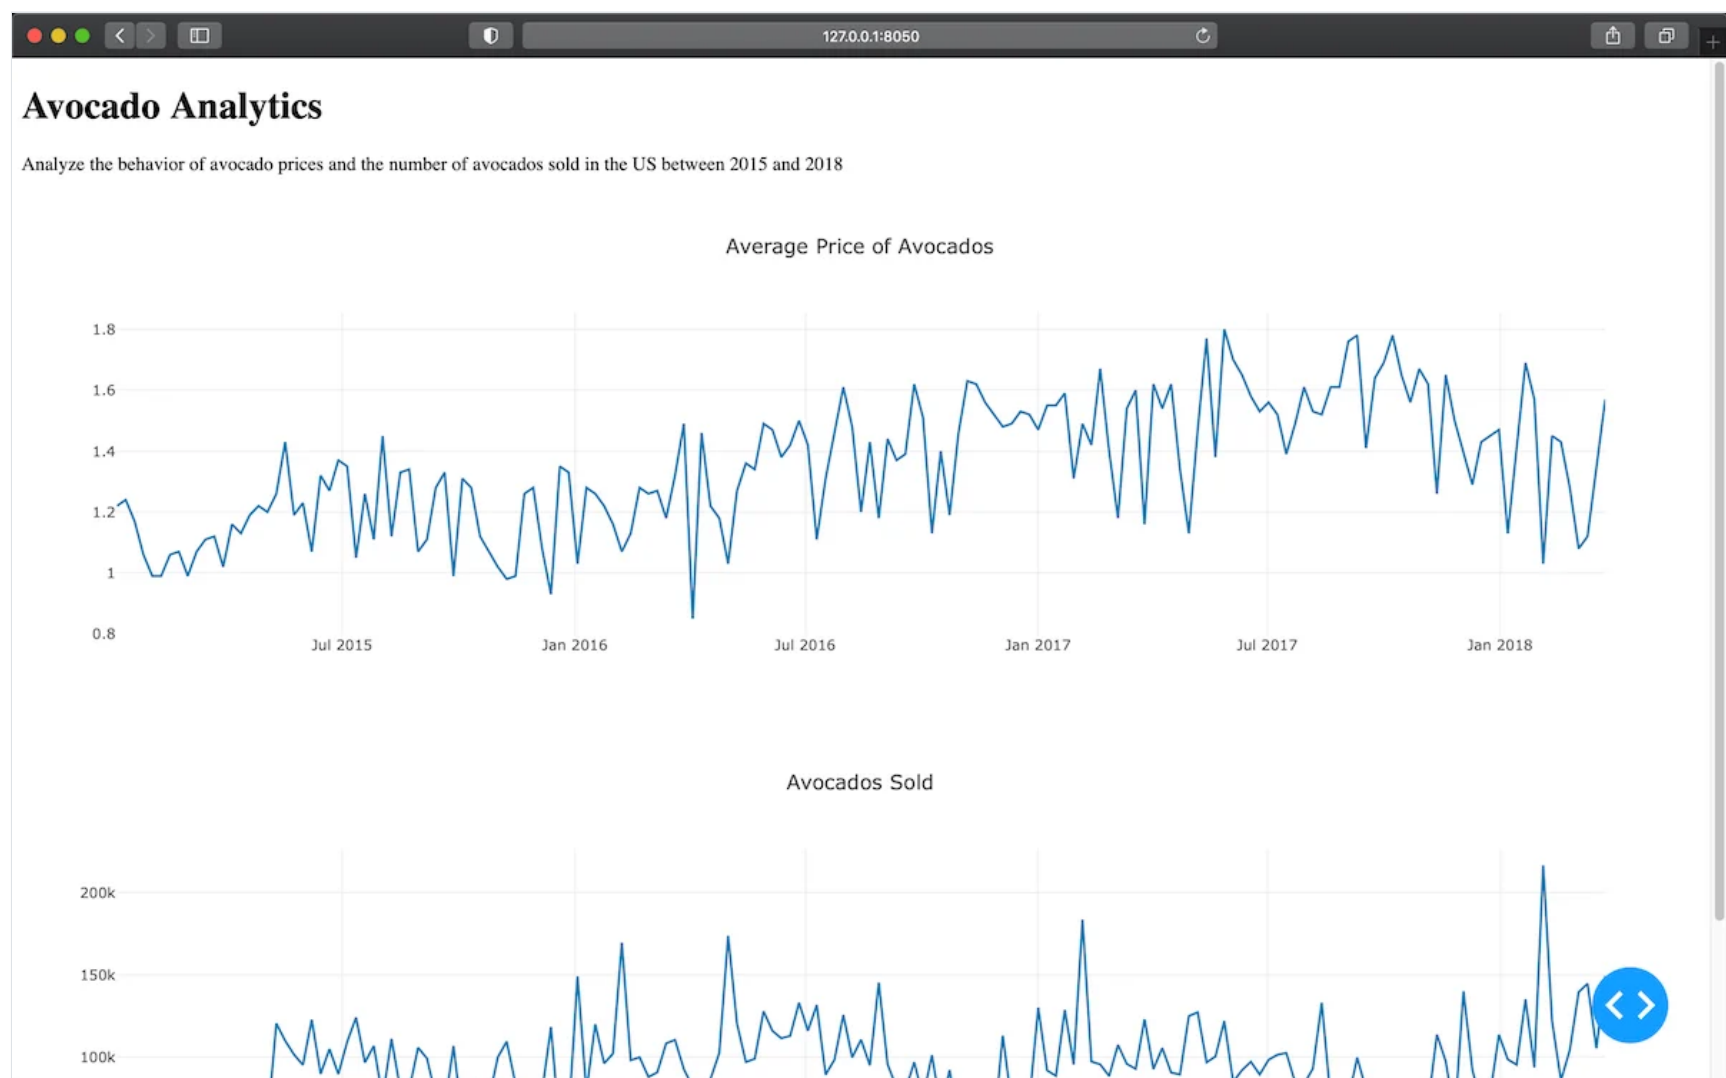 127.0.0.1:8050
Avocado Analytics
Analyze the behavior of avocado prices and the number of avocados sold in the US between 2015 and 2018
Average Price of Avocados
1.8
1.6
1.4
1.2
1
0.8
Jul 2015 Jan 2016 Jul 2016 Jan 2017 Jul 2017 Jan 2018
Avocados Sold
200k
150k
100k